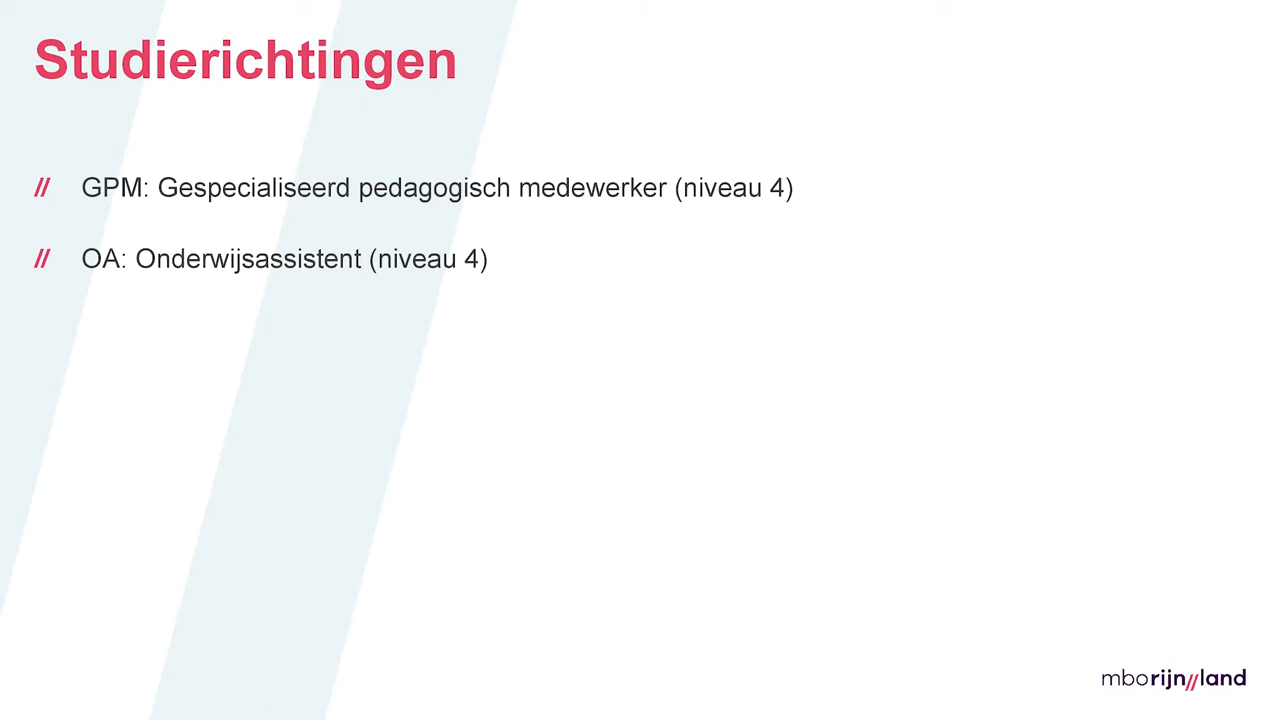 Studierichtingen
// GPM: Gespecialiseerd pedagogisch medewerker (niveau 4)
// OA: Onderwijsassistent (niveau 4)
mborijn//land